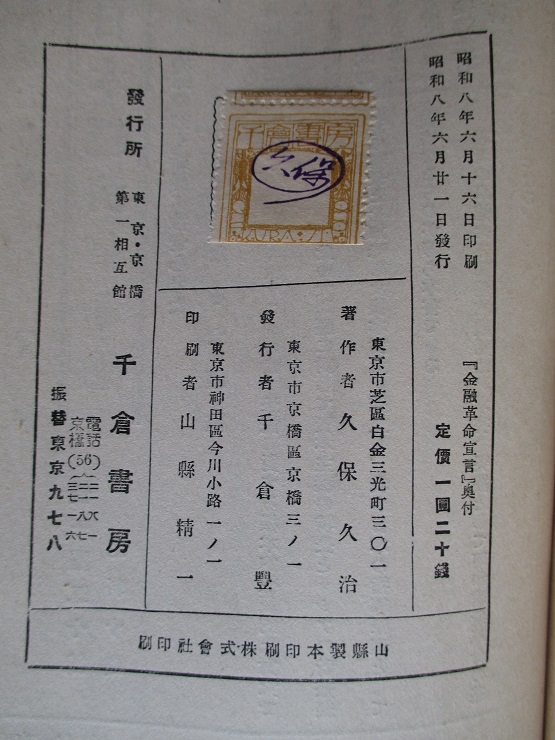 昭和八年六月十六日印刷
昭和八年六月廿一日發行
『金融革命宣言』奥付
定價一圓二十錢
千倉書房
久保
東京市芝區白金三光町三〇一
著作者 久保久治
東京市京橋區京橋三ノ一
發行者 千倉豐
東京市神田區今川小路一ノ一
印刷者 山縣精一
發行所
東京・京橋
第一相互館
千倉書房
電話
京橋(56)
振替東京九七八
山縣製本印刷株式會社印刷